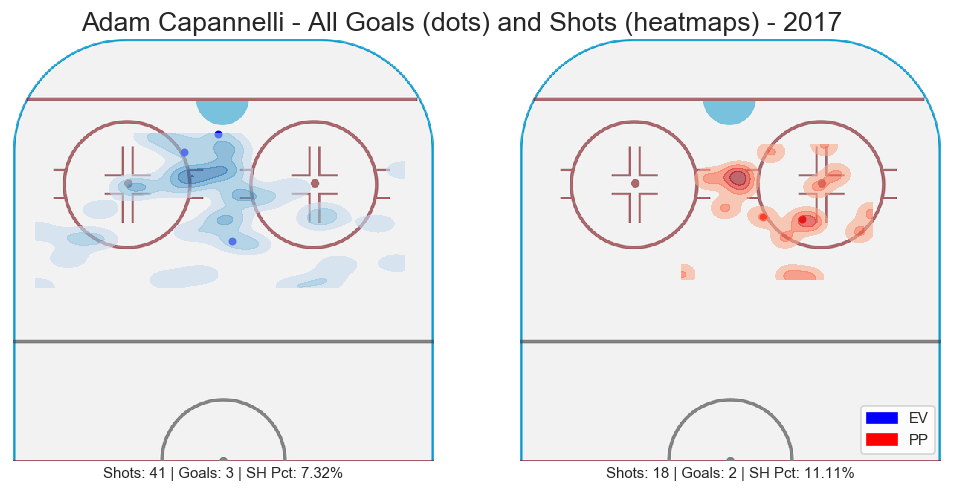 Adam Capannelli - All Goals (dots) and Shots (heatmaps) - 2017
EV
PP
Shots: 41 | Goals: 3 | SH Pct: 7.32%
Shots: 18 | Goals: 2 | SH Pct: 11.11%